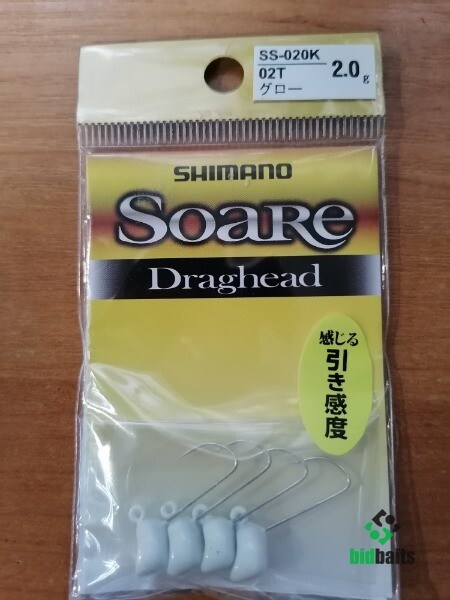 SS-020K
02T
グロー
2.0g
SHIMANO
SOARE
Draghead
感じる
引き感度
bidbaits